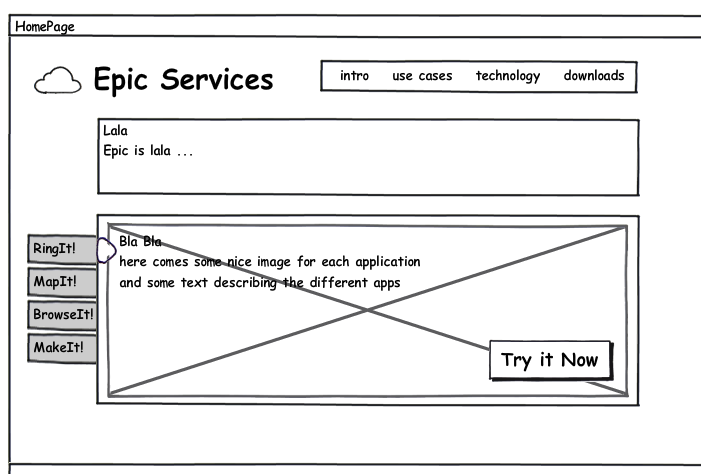 HomePage
Epic Services
intro use cases technology downloads
Lala
Epic is lala ...
RingIt!
MapIt!
BrowseIt!
MakeIt!
Bla Bla
here comes some nice image for each application
and some text describing the different apps
Try it Now